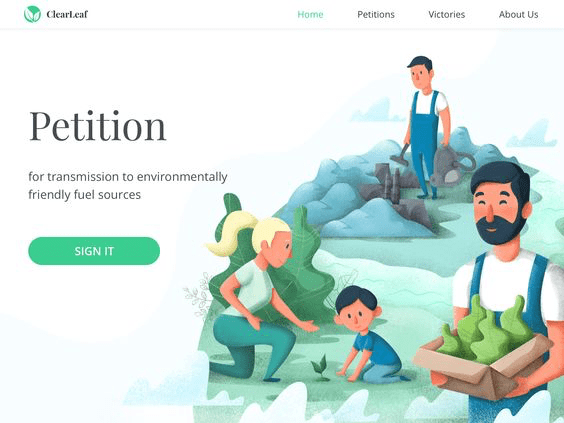 ClearLeaf
Home Petitions Victories About Us
Petition
for transmission to environmentally
friendly fuel sources
SIGN IT